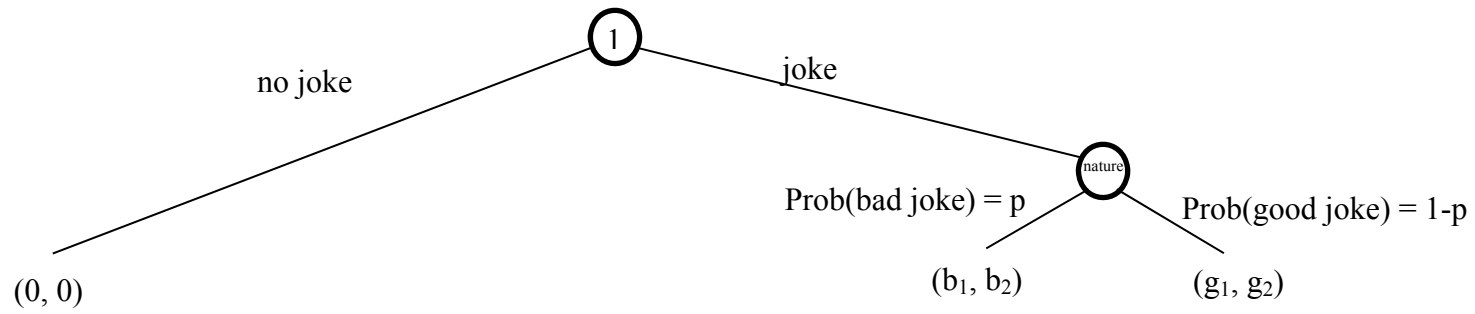 1
no joke
joke
nature
Prob(bad joke) = p
Prob(good joke) = 1-p
(0, 0)
(b₁, b₂)
(g₁, g₂)